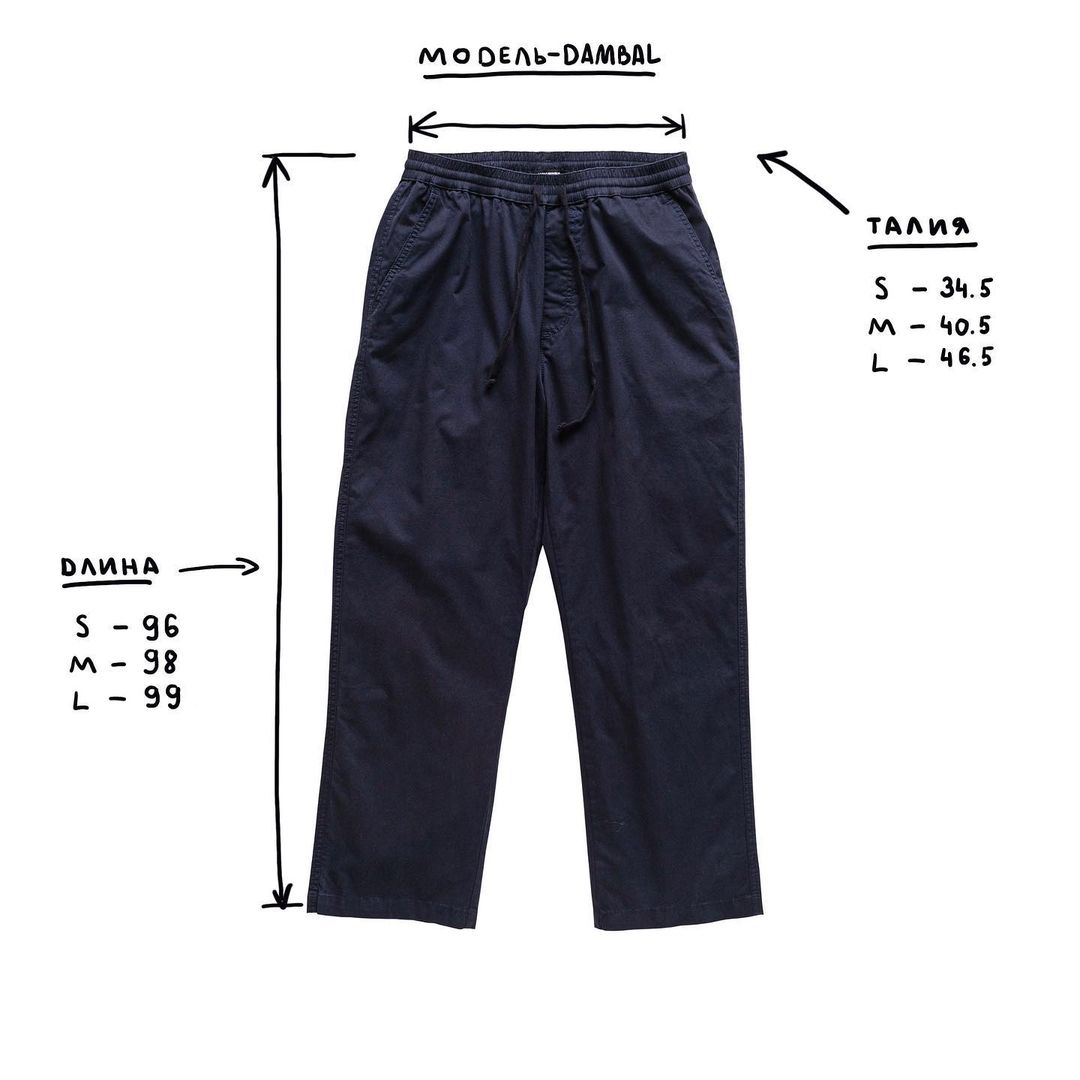 МОДЕЛЬ-DAMBAL
ТАЛИЯ
S - 34.5
M - 40.5
L - 46.5
ДЛИНА
S - 96
M - 98
L - 99